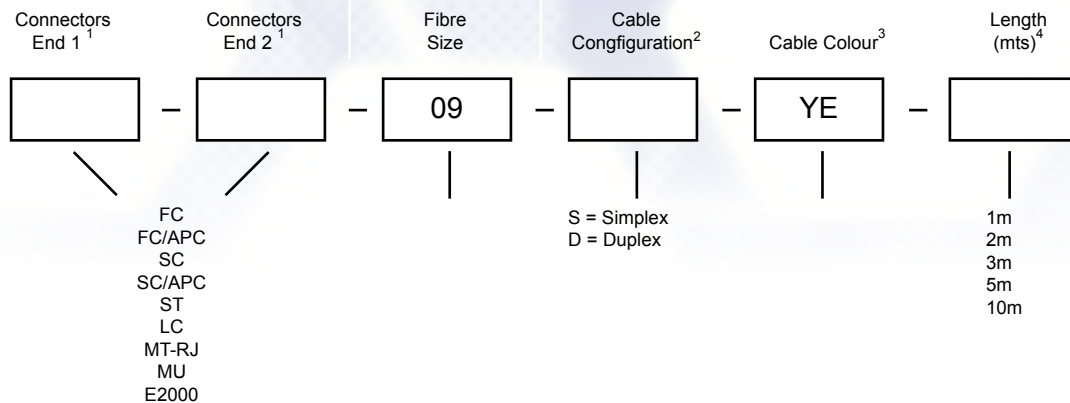 Connectors
End 1 1
Connectors
End 2 1
Fibre
Size
Cable
Congfiguration2
Cable Colour3
Length
(mts)4
– – 09 – – YE –
FC
FC/APC
SC
SC/APC
ST
LC
MT-RJ
MU
E2000
S = Simplex
D = Duplex
1m
2m
3m
5m
10m